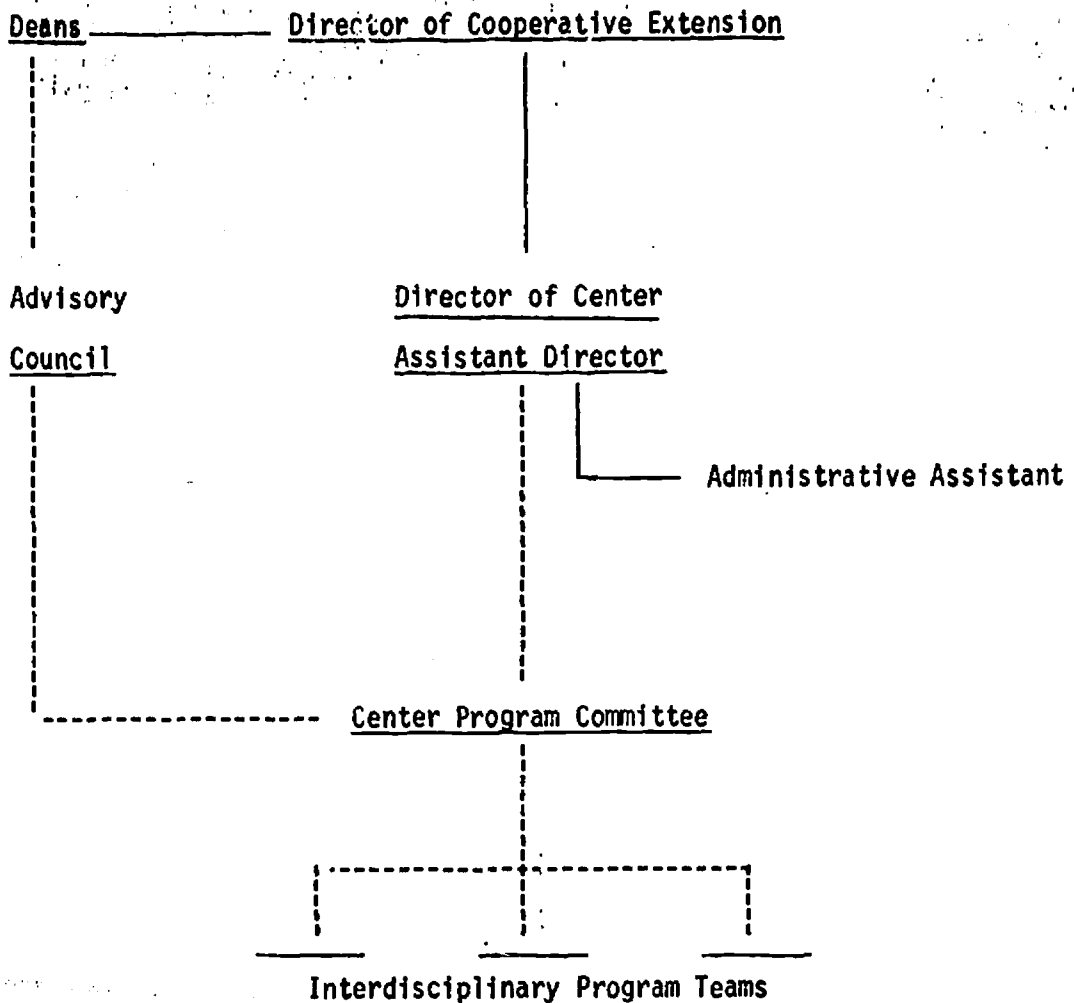 Deans Director of Cooperative Extension
Advisory Director of Center
Council Assistant Director
Administrative Assistant
Center Program Committee
Interdisciplinary Program Teams